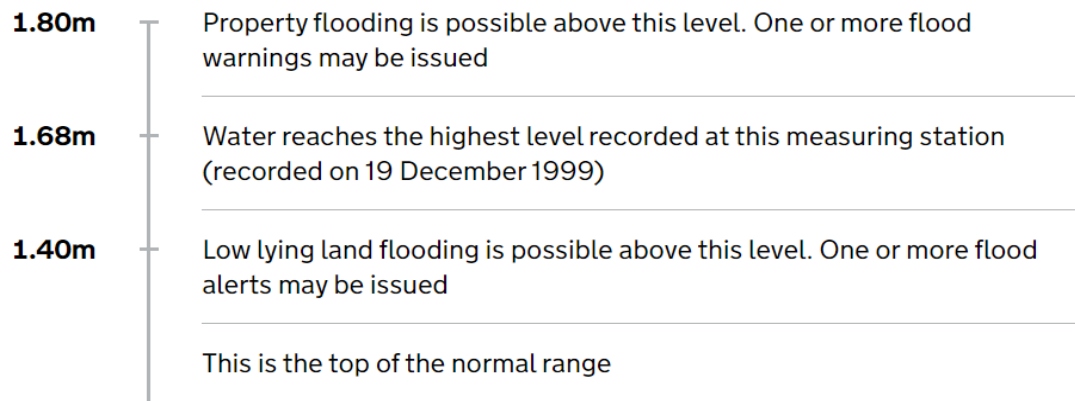 1.80m
Property flooding is possible above this level. One or more flood
warnings may be issued
1.68m
Water reaches the highest level recorded at this measuring station
(recorded on 19 December 1999)
1.40m
Low lying land flooding is possible above this level. One or more flood
alerts may be issued
This is the top of the normal range